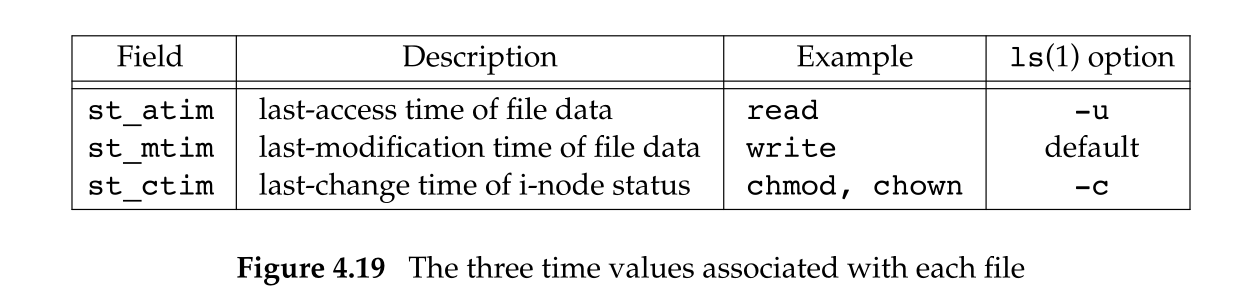 Field Description Example ls(1) option
st_atim last-access time of file data read -u
st_mtim last-modification time of file data write default
st_ctim last-change time of i-node status chmod, chown -c
Figure 4.19 The three time values associated with each file